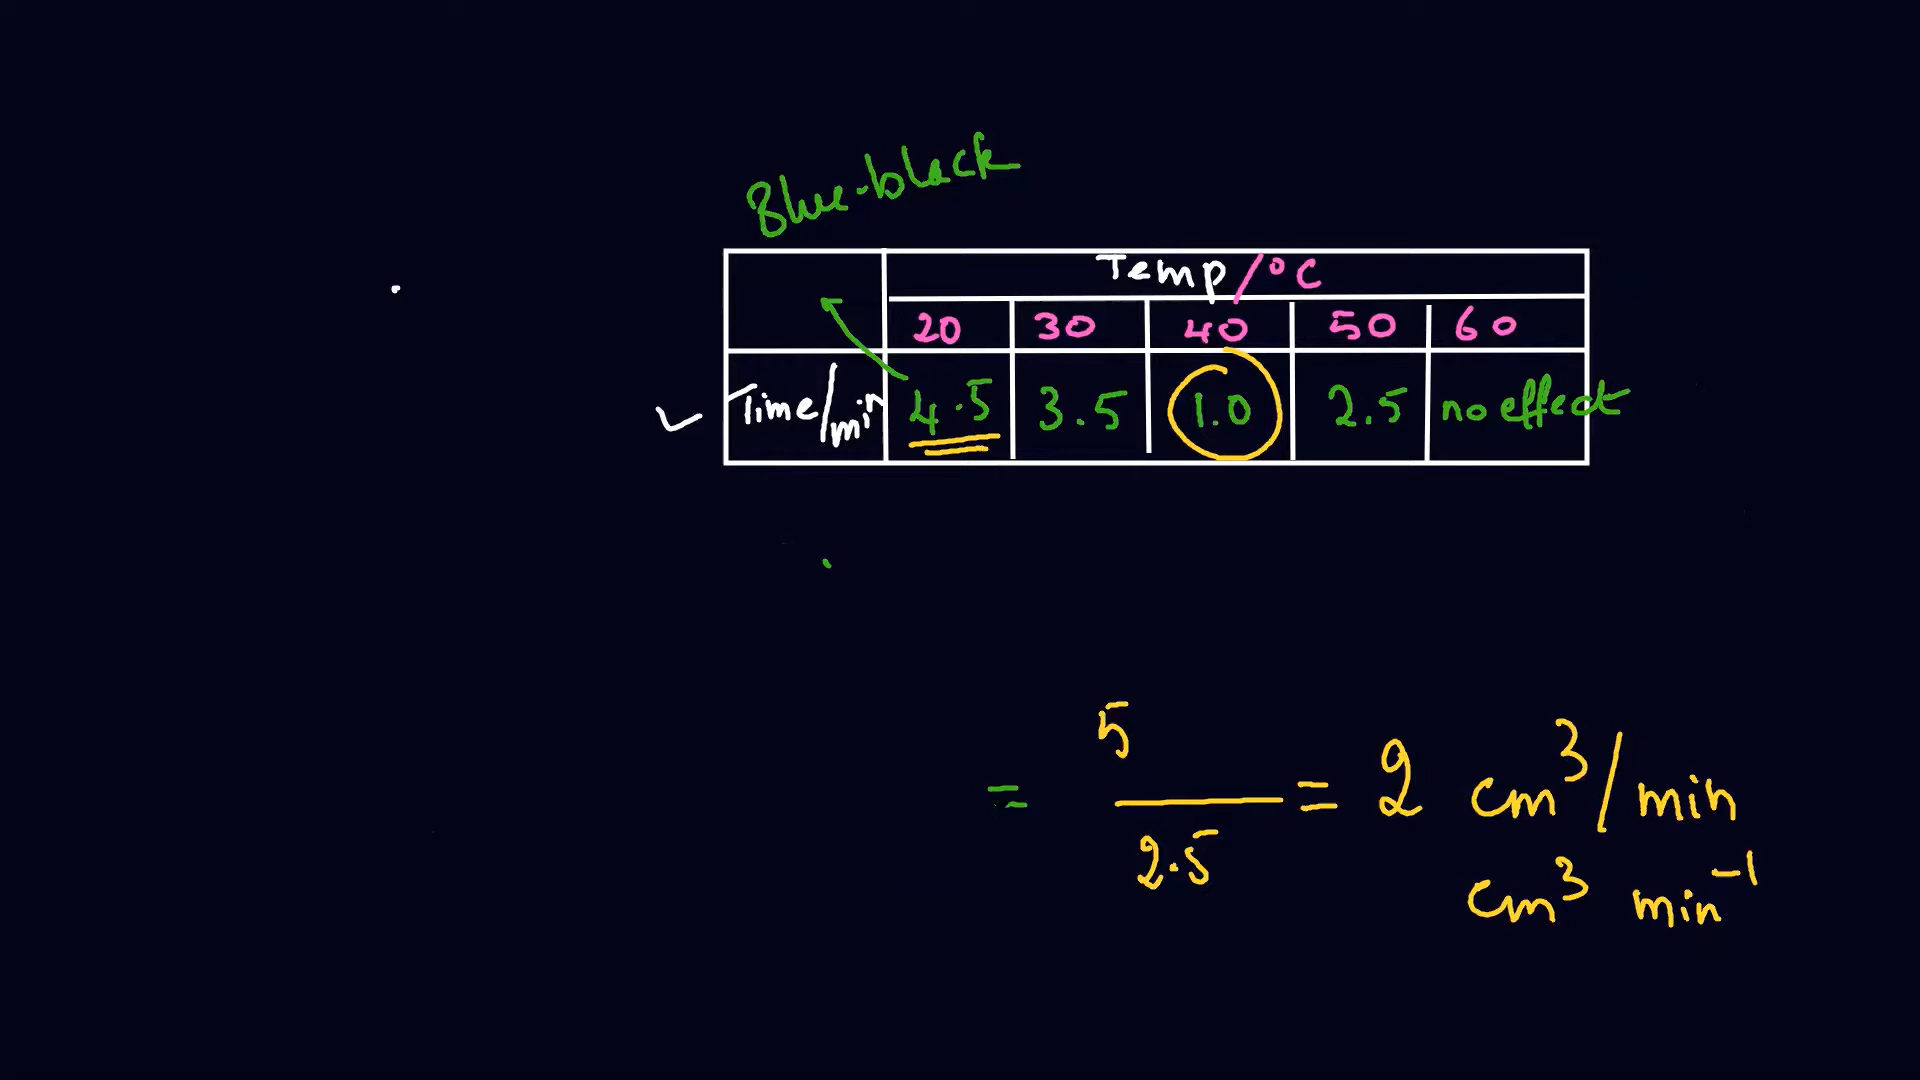 Blue-black
Temp/°C
20 30 40 50 60
Time/min 4.5 3.5 1.0 2.5 no effect
= 5 / 2.5 = 2 cm³/min
cm³ min⁻¹